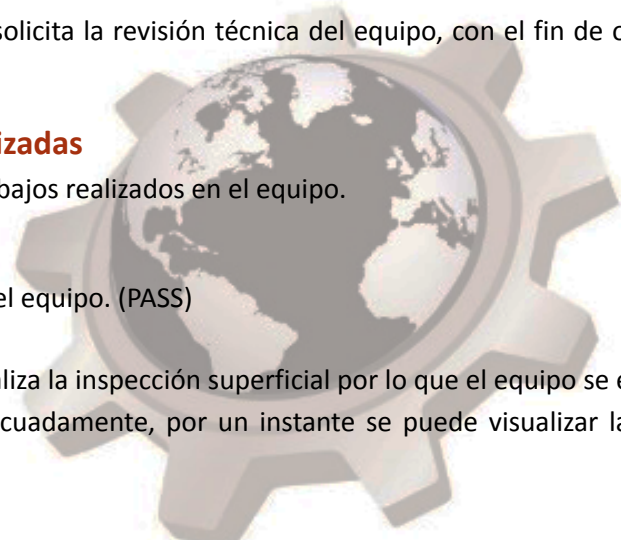 solicita la revisión técnica del equipo, con el fin de
izadas
bajos realizados en el equipo.
el equipo. (PASS)
liza la inspección superficial por lo que el equipo se
cuadamente, por un instante se puede visualizar